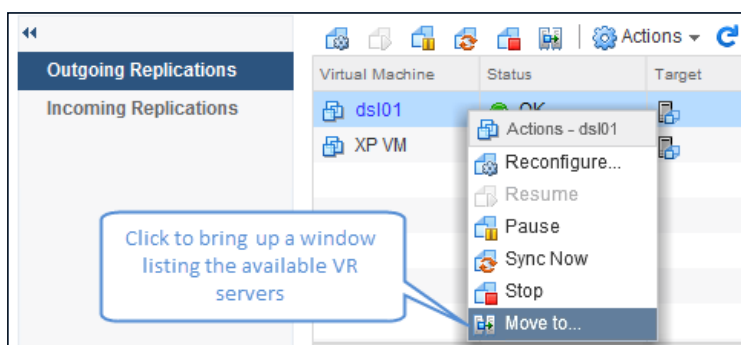 Actions
Outgoing Replications
Incoming Replications
Virtual Machine Status Target
dsl01 OK
XP VM
Actions - dsl01
Reconfigure...
Resume
Pause
Sync Now
Stop
Move to...
Click to bring up a window
listing the available VR
servers